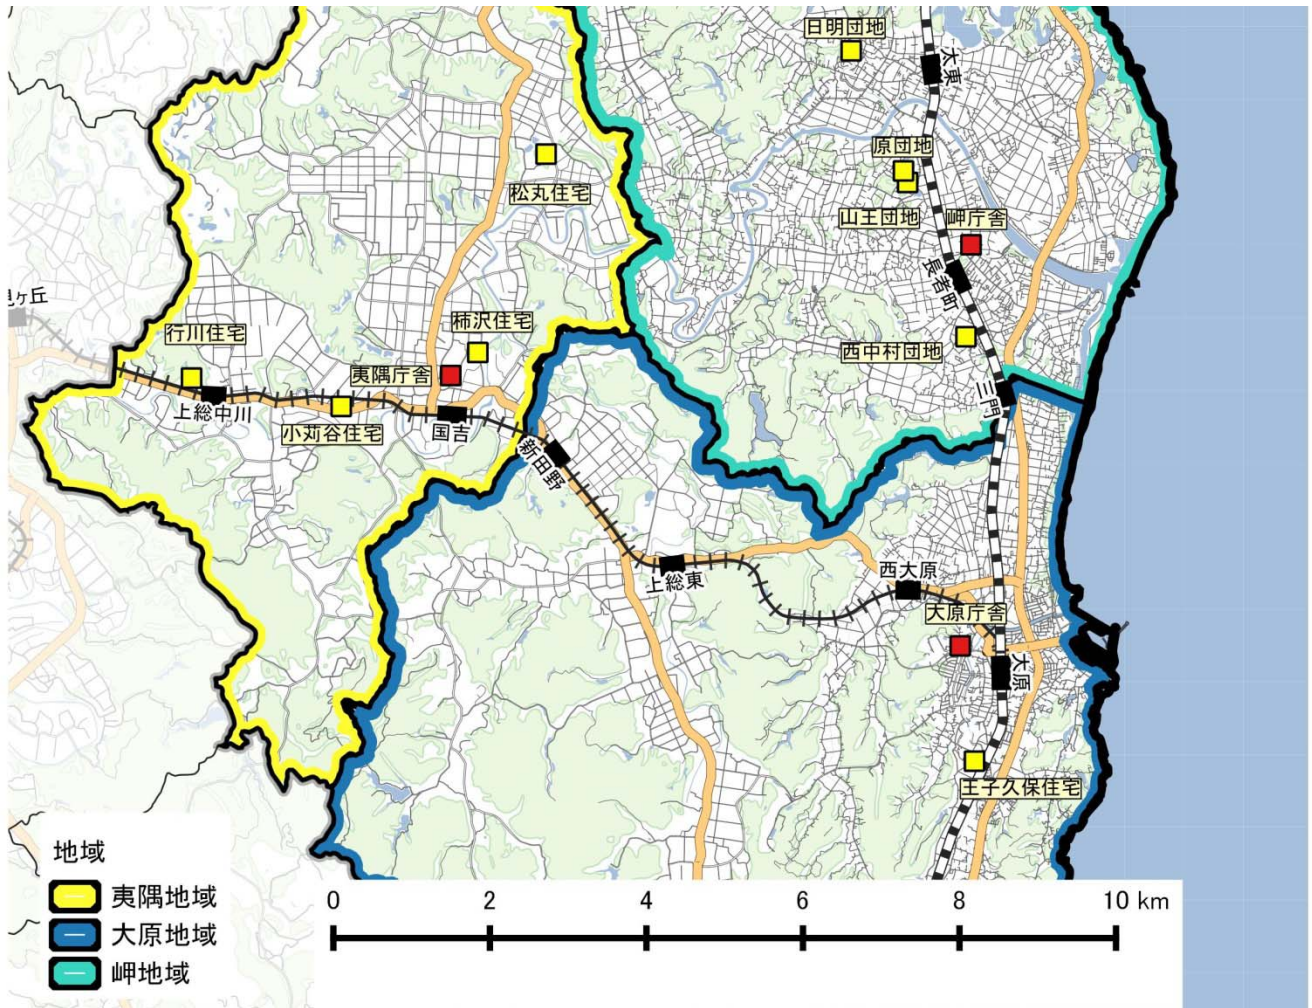 日明団地
太東
原団地
松丸住宅
山王団地
岬庁舎
長者町
行川住宅
柿沢住宅
西中村団地
夷隅庁舎
三門
上総中川
小苅谷住宅
国吉
新田野
上総東
西大原
大原庁舎
大原
王子久保住宅
地域
夷隅地域
大原地域
岬地域
0 2 4 6 8 10 km